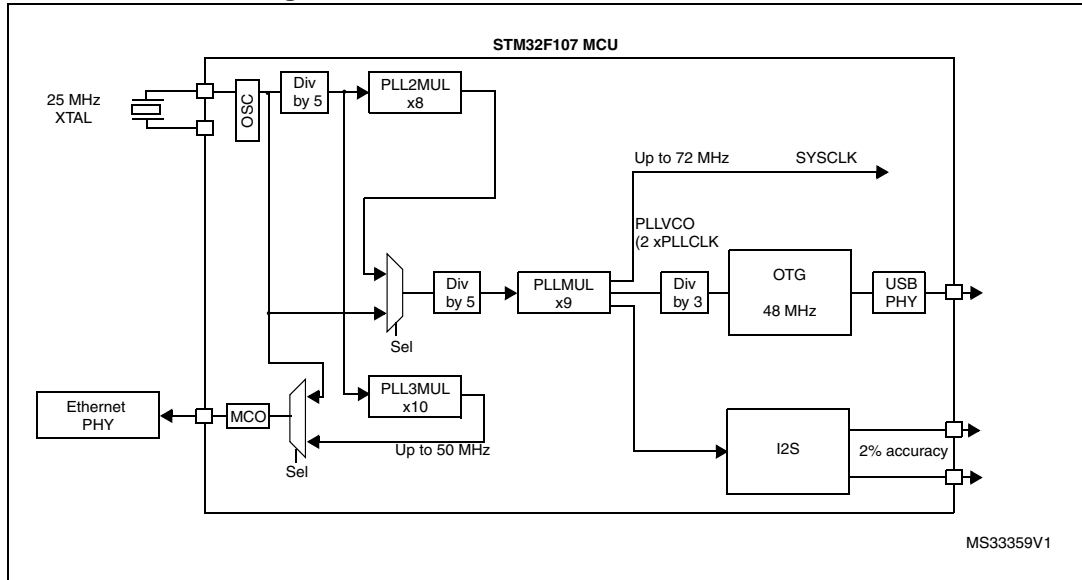 STM32F107 MCU
25 MHz
XTAL
OSC
Div
by 5
PLL2MUL
x8
Up to 72 MHz
SYSCLK
PLLVCO
(2 xPLLCLK
Sel
Div
by 5
PLLMUL
x9
Div
by 3
OTG
48 MHz
USB
PHY
Ethernet
PHY
MCO
Sel
PLL3MUL
x10
Up to 50 MHz
I2S
2% accuracy
MS33359V1